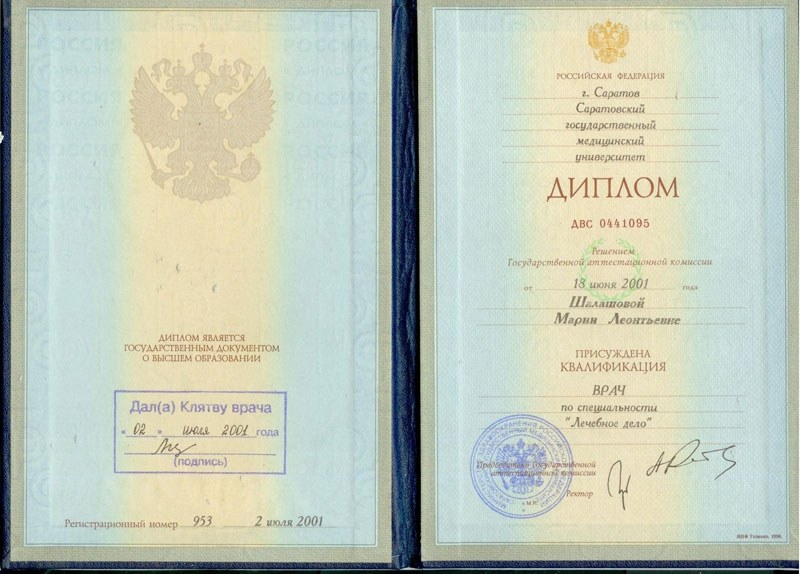 ДИПЛОМ ЯВЛЯЕТСЯ
ГОСУДАРСТВЕННЫМ ДОКУМЕНТОМ
О ВЫСШЕМ ОБРАЗОВАНИИ
Дал(а) Клятву врача
« 02 » июля 2001 года
(подпись)
Регистрационный номер 953 2 июля 2001
РОССИЙСКАЯ ФЕДЕРАЦИЯ
г. Саратов
Саратовский
государственный
медицинский
университет
ДИПЛОМ
ДВС 0441095
Решением
Государственной аттестационной комиссии
от 18 июня 2001 года
Шалашовой
Марии Леонтьевне
ПРИСУЖДЕНА
КВАЛИФИКАЦИЯ
ВРАЧ
по специальности
"Лечебное дело"
Председатель Государственной
аттестационной комиссии
Ректор
М.П.